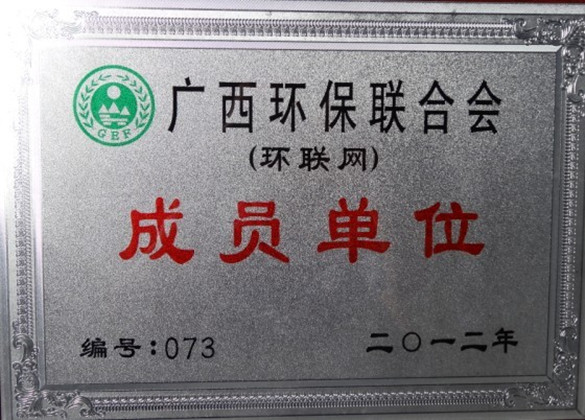 GEF
广西环保联合会
(环联网)
成员单位
编号:073
二〇一二年